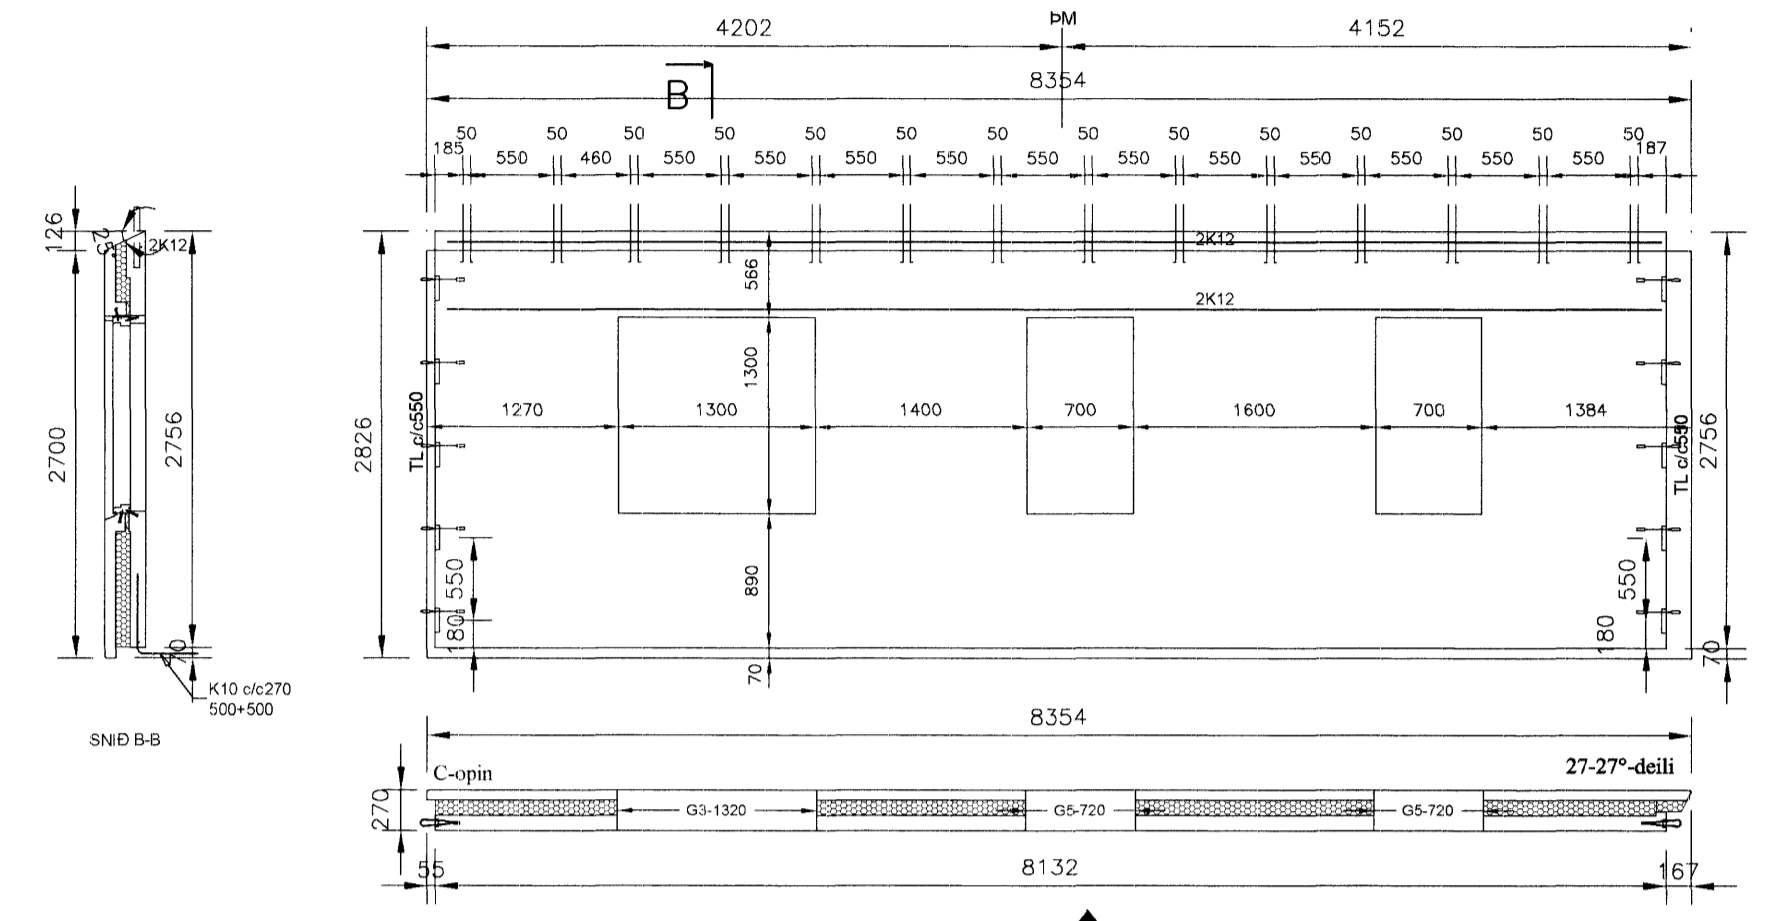 4202 ÞM 4152
B 8354
50 50 50 50 50 50 50 50 50 50 50 50 50 50
185 550 460 550 550 550 550 550 550 550 550 550 550 550 187
126 25 2K12
2K12
566
2K12
2700 2756
2826
1300
TL c/c550
1270 1300 1400 700 1600 700 1384
TL c/c550
2756
550 890 550
180 180
70 70 70
K10 c/c270
500+500
SNIÐ B-B
8354
C-opin 27-27°-deili
270 G3-1320 G5-720 G5-720
55 8132 167